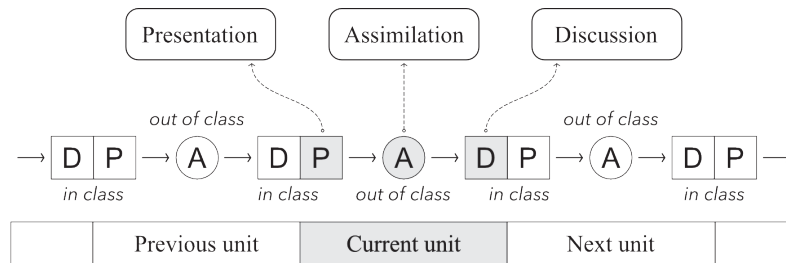 Presentation Assimilation Discussion
out of class out of class
D P A D P A D P A D P
in class in class out of class in class in class
Previous unit Current unit Next unit